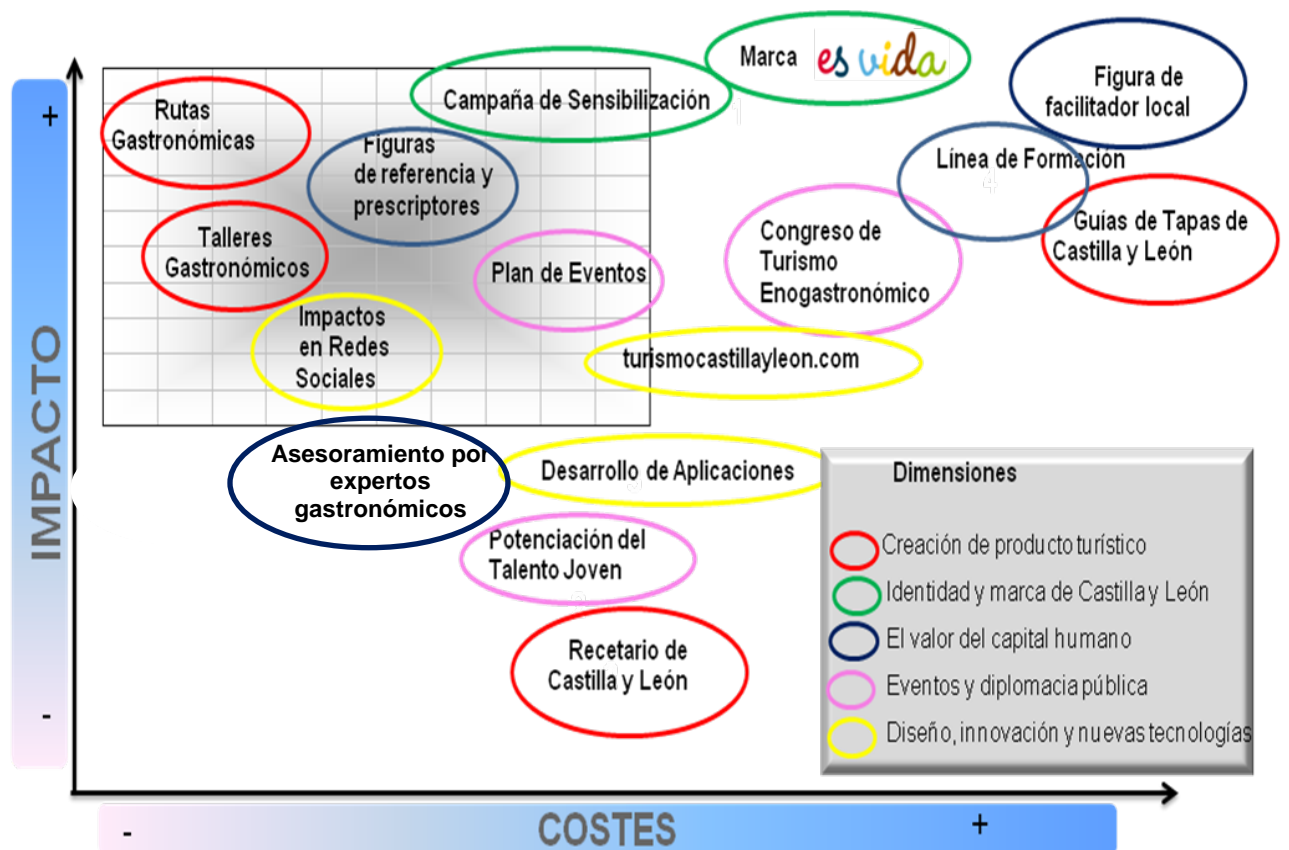 Marca es vida
Figura de
facilitador local
Campaña de Sensibilización
Rutas
Gastronómicas
Figuras
de referencia y
prescriptores
Línea de Formación
4
Talleres
Gastronómicos
Plan de Eventos
Congreso de
Turismo
Enogastronómico
Guías de Tapas de
Castilla y León
Impactos
en Redes
Sociales
turismocastillayleon.com
Asesoramiento por
expertos
gastronómicos
Desarrollo de Aplicaciones
Potenciación del
Talento Joven
Recetario de
Castilla y León
Dimensiones
Creación de producto turístico
Identidad y marca de Castilla y León
El valor del capital humano
Eventos y diplomacia pública
Diseño, innovación y nuevas tecnologías
+
IMPACTO
-
-
COSTES
+